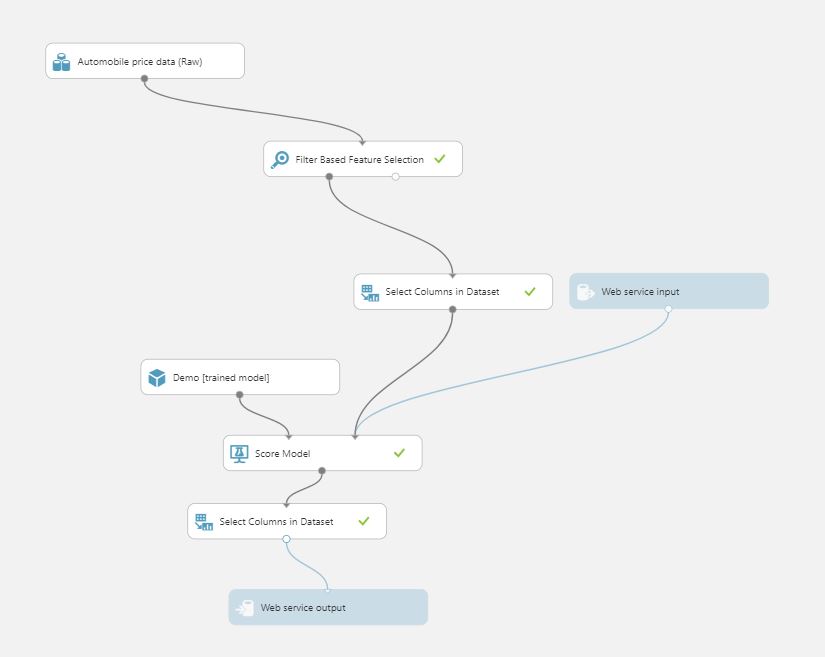 Automobile price data (Raw)
Filter Based Feature Selection
Select Columns in Dataset
Web service input
Demo [trained model]
Score Model
Select Columns in Dataset
Web service output